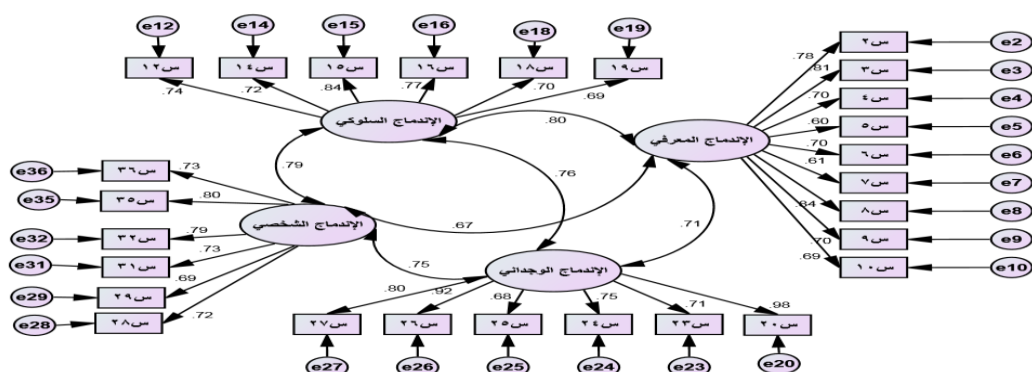 e12 e14 e15 e16 e18 e19
س١٢ س١٤ س١٥ س١٦ س١٨ س١٩
.74 .72 .84 .77 .70 .69
الإندماج السلوكي
س٢ e2
س٣ e3
س٤ e4
س٥ e5
س٦ e6
س٧ e7
س٨ e8
س٩ e9
س١٠ e10
.78
.81
.70
.60
.70
.61
.84
.70
.69
الإندماج المعرفي
.80
.79
.76
.67
.71
.75
e36 س٣٦ .73
e35 س٣٥ .80
e32 س٣٢ .79
e31 س٣١ .73
e29 س٢٩ .69
e28 س٢٨ .72
الإندماج الشخصي
الإندماج الوجداني
.80 .92 .68 .75 .71 .98
س٢٧ س٢٦ س٢٥ س٢٤ س٢٣ س٢٠
e27 e26 e25 e24 e23 e20